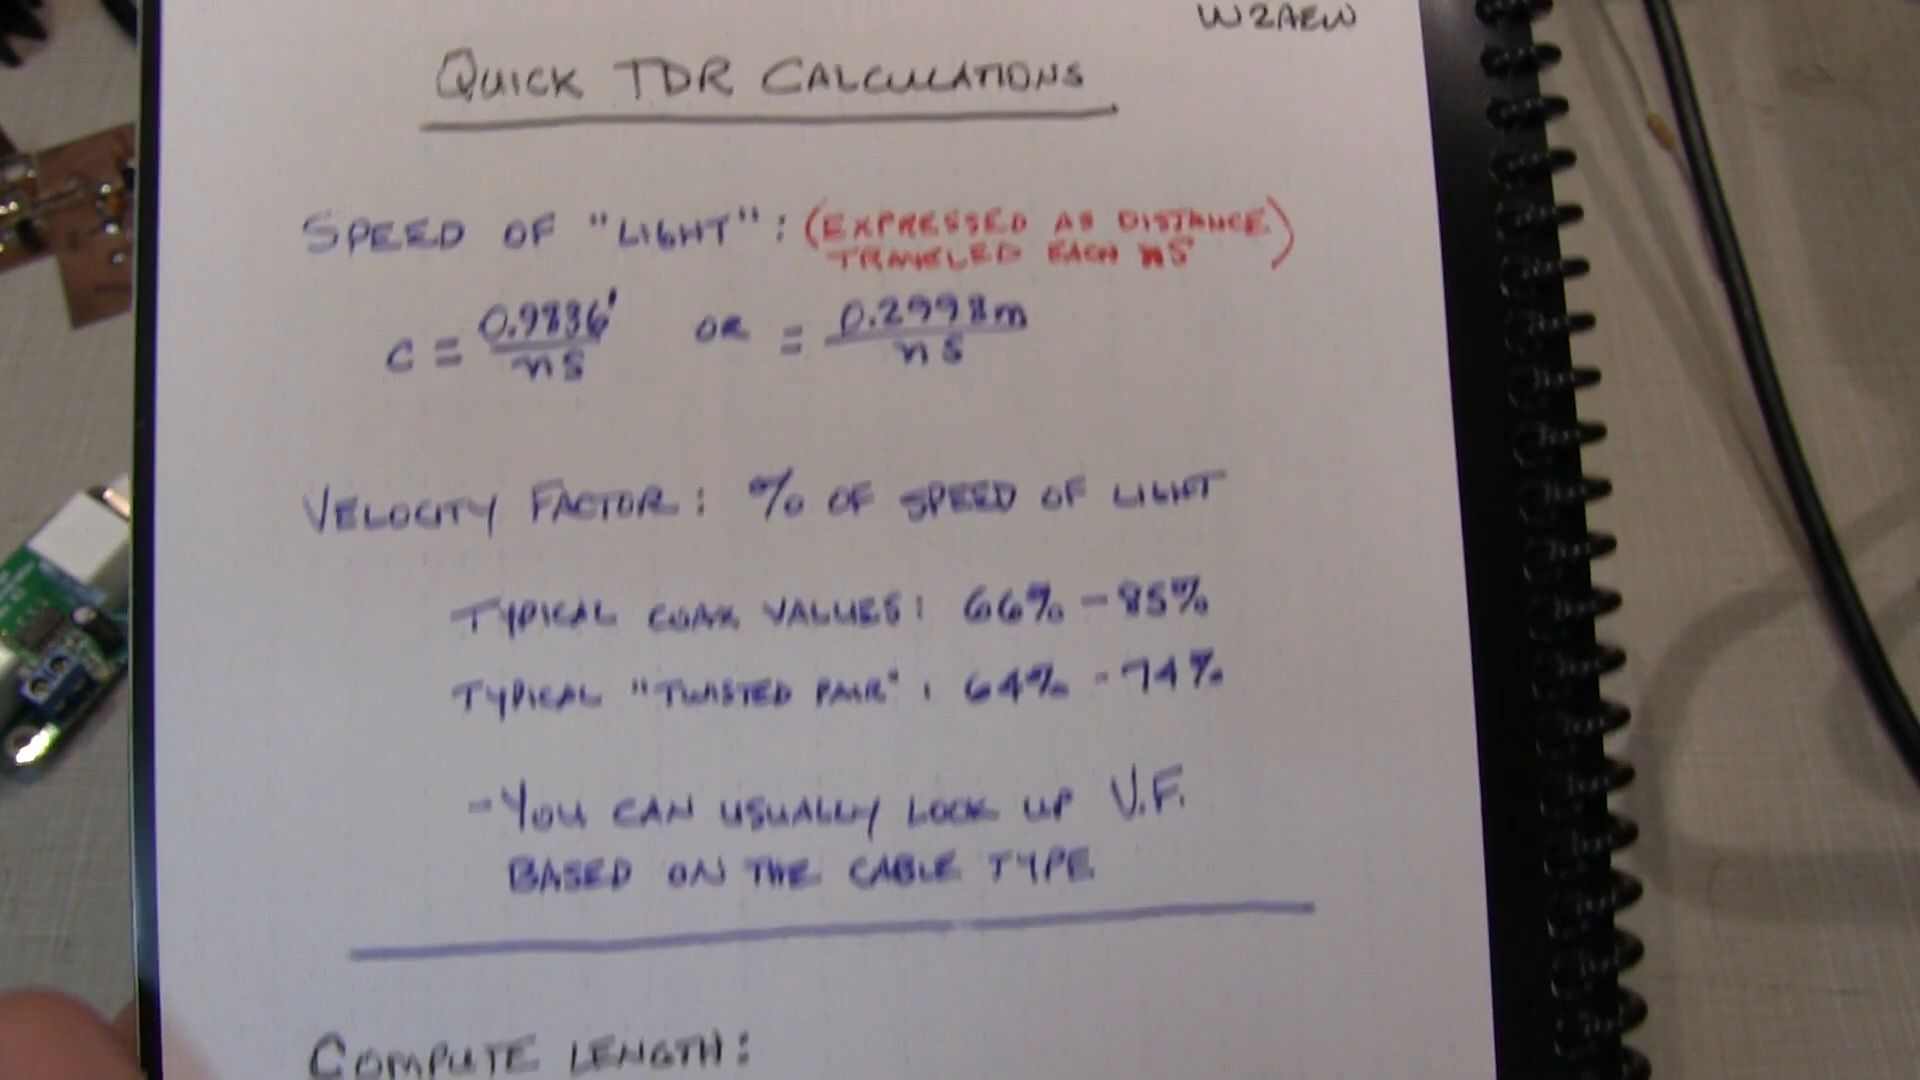 W2AEW
QUICK TDR CALCULATIONS
SPEED OF "LIGHT": (EXPRESSED AS DISTANCE
TRAVELED EACH nS)
C = 0.9836'/nS OR = 0.2998m/nS
VELOCITY FACTOR: % OF SPEED OF LIGHT
TYPICAL COAX VALUES: 66% - 85%
TYPICAL "TWISTED PAIR": 64% - 74%
- YOU CAN USUALLY LOOK UP V.F.
BASED ON THE CABLE TYPE
COMPUTE LENGTH: